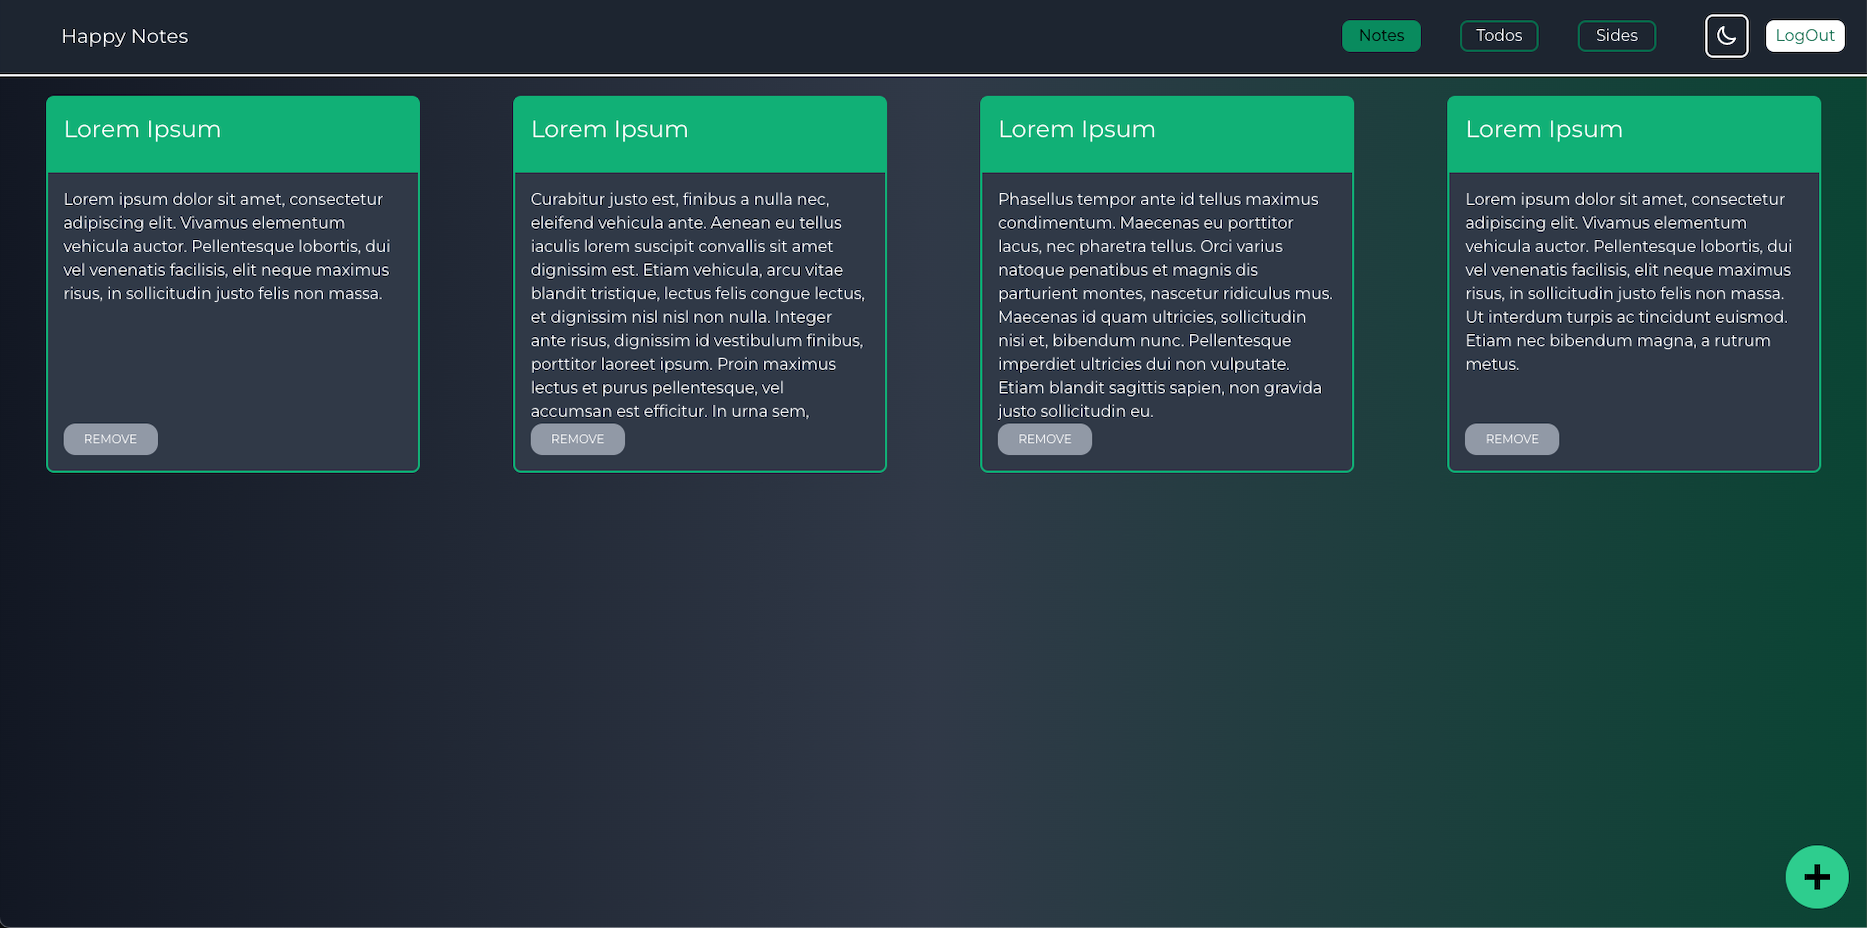 Happy Notes
Notes
Todos
Sides
LogOut
Lorem Ipsum
Lorem ipsum dolor sit amet, consectetur
adipiscing elit. Vivamus elementum
vehicula auctor. Pellentesque lobortis, dui
vel venenatis facilisis, elit neque maximus
risus, in sollicitudin justo felis non massa.
REMOVE
Lorem Ipsum
Curabitur justo est, finibus a nulla nec,
eleifend vehicula ante. Aenean eu tellus
iaculis lorem suscipit convallis sit amet
dignissim est. Etiam vehicula, arcu vitae
blandit tristique, lectus felis congue lectus,
et dignissim nisl nisl non nulla. Integer
ante risus, dignissim id vestibulum finibus,
porttitor laoreet ipsum. Proin maximus
lectus et purus pellentesque, vel
accumsan est efficitur. In urna sem,
REMOVE
Lorem Ipsum
Phasellus tempor ante id tellus maximus
condimentum. Maecenas eu porttitor
lacus, nec pharetra tellus. Orci varius
natoque penatibus et magnis dis
parturient montes, nascetur ridiculus mus.
Maecenas id quam ultricies, sollicitudin
nisi et, bibendum nunc. Pellentesque
imperdiet ultricies dui non vulputate.
Etiam blandit sagittis sapien, non gravida
justo sollicitudin eu.
REMOVE
Lorem Ipsum
Lorem ipsum dolor sit amet, consectetur
adipiscing elit. Vivamus elementum
vehicula auctor. Pellentesque lobortis, dui
vel venenatis facilisis, elit neque maximus
risus, in sollicitudin justo felis non massa.
Ut interdum turpis ac tincidunt euismod.
Etiam nec bibendum magna, a rutrum
metus.
REMOVE